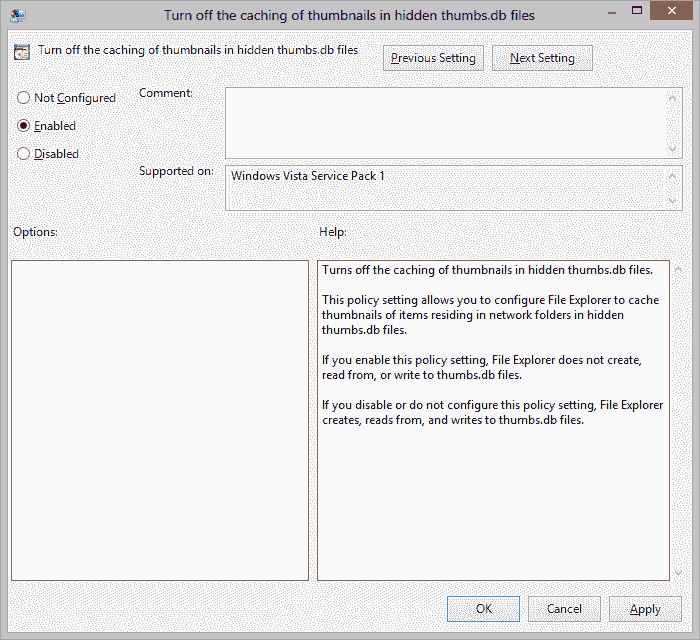 Turn off the caching of thumbnails in hidden thumbs.db files
Turn off the caching of thumbnails in hidden thumbs.db files
Previous Setting
Next Setting
Not Configured
Comment:
Enabled
Disabled
Supported on:
Windows Vista Service Pack 1
Options:
Help:
Turns off the caching of thumbnails in hidden thumbs.db files.
This policy setting allows you to configure File Explorer to cache
thumbnails of items residing in network folders in hidden
thumbs.db files.
If you enable this policy setting, File Explorer does not create,
read from, or write to thumbs.db files.
If you disable or do not configure this policy setting, File Explorer
creates, reads from, and writes to thumbs.db files.
OK
Cancel
Apply